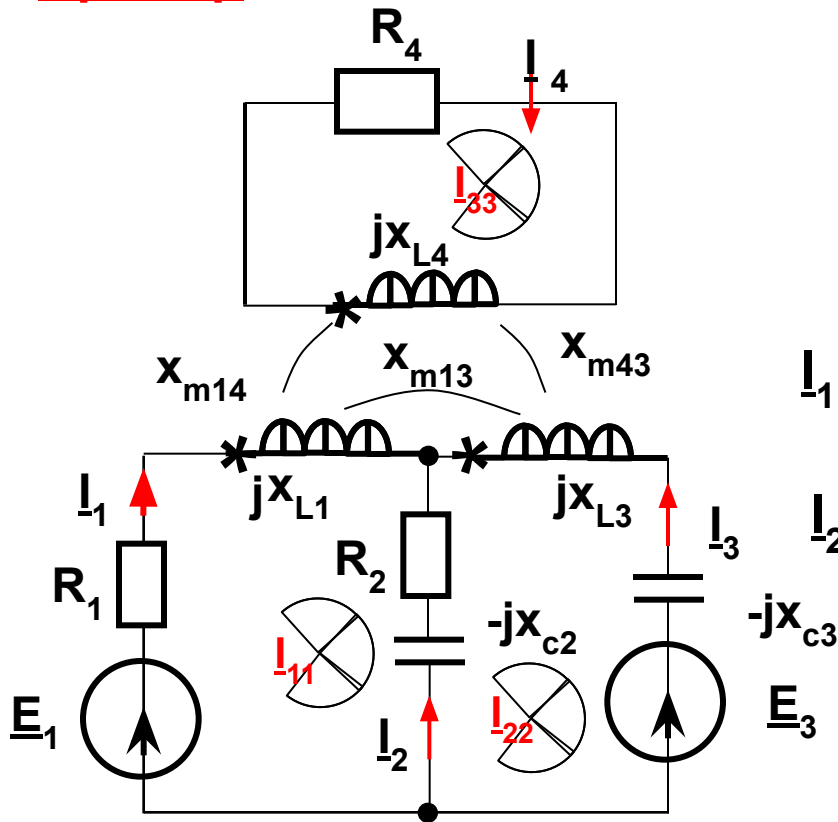 R4
I4
I33
jxL4
xm14
xm13
xm43
I1
I1
jxL1
jxL3
I3
I2
R1
R2
-jxc2
-jxc3
I11
E1
I2
I22
E3